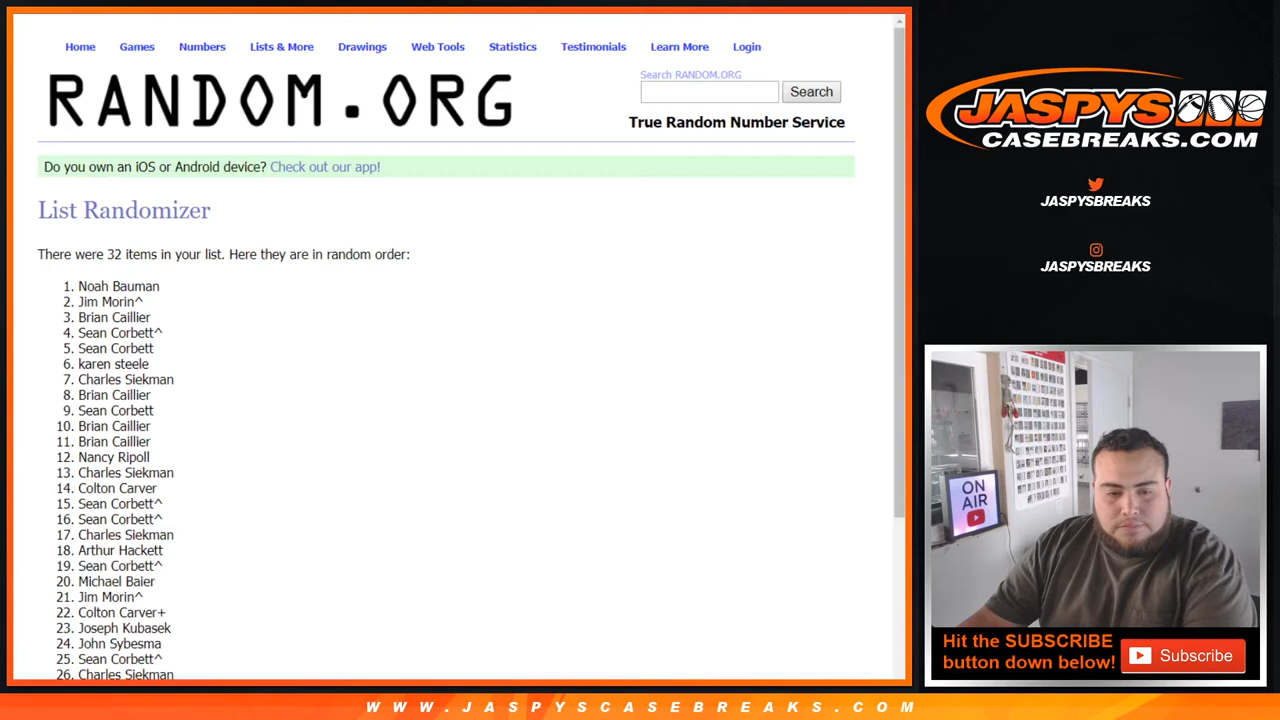 Home Games Numbers Lists & More Drawings Web Tools Statistics Testimonials Learn More Login
RANDOM.ORG
Search RANDOM.ORG
Search
True Random Number Service
Do you own an iOS or Android device? Check out our app!
List Randomizer
There were 32 items in your list. Here they are in random order:
1. Noah Bauman
2. Jim Morin^
3. Brian Caillier
4. Sean Corbett^
5. Sean Corbett
6. karen steele
7. Charles Siekman
8. Brian Caillier
9. Sean Corbett
10. Brian Caillier
11. Brian Caillier
12. Nancy Ripoll
13. Charles Siekman
14. Colton Carver
15. Sean Corbett^
16. Sean Corbett^
17. Charles Siekman
18. Arthur Hackett
19. Sean Corbett^
20. Michael Baier
21. Jim Morin^
22. Colton Carver+
23. Joseph Kubasek
24. John Sybesma
25. Sean Corbett^
26. Charles Siekman
JASPYS
CASEBREAKS.COM
JASPYSBREAKS
JASPYSBREAKS
ON
AIR
Hit the SUBSCRIBE
button down below!
Subscribe
WWW.JASPYSCASEBREAKS.COM